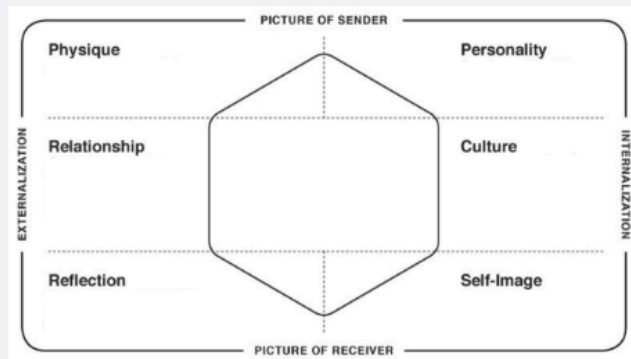 PICTURE OF SENDER
Physique
Personality
EXTERNALIZATION
Relationship
Culture
INTERNALIZATION
Reflection
Self-Image
PICTURE OF RECEIVER